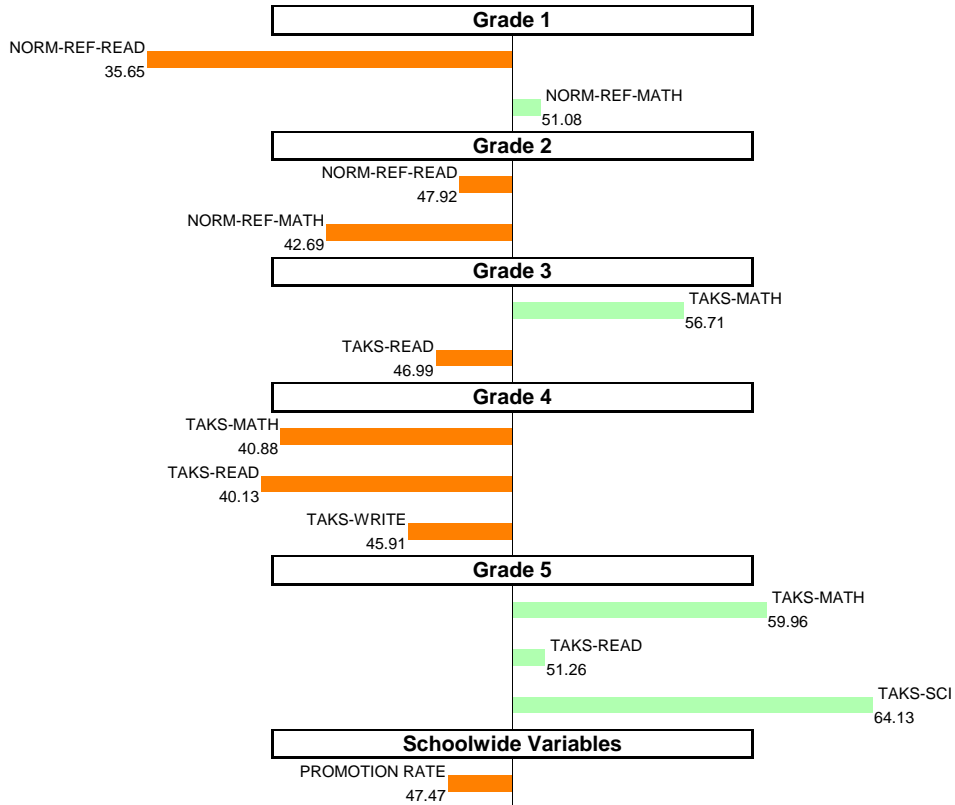 Grade 1
NORM-REF-READ
35.65
NORM-REF-MATH
51.08
Grade 2
NORM-REF-READ
47.92
NORM-REF-MATH
42.69
Grade 3
TAKS-MATH
56.71
TAKS-READ
46.99
Grade 4
TAKS-MATH
40.88
TAKS-READ
40.13
TAKS-WRITE
45.91
Grade 5
TAKS-MATH
59.96
TAKS-READ
51.26
TAKS-SCI
64.13
Schoolwide Variables
PROMOTION RATE
47.47